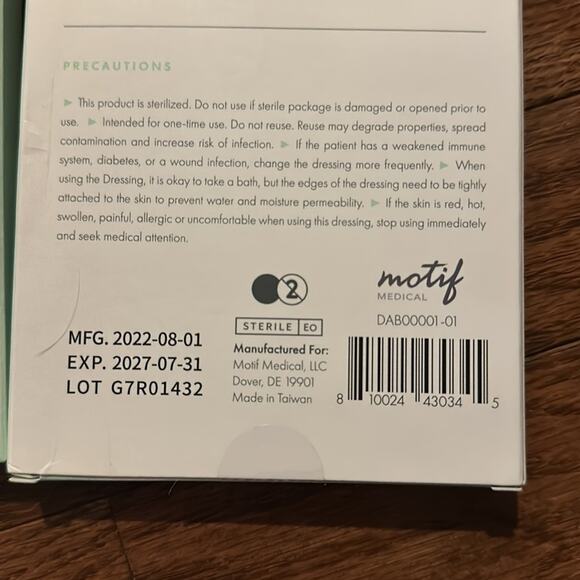 PRECAUTIONS
► This product is sterilized. Do not use if sterile package is damaged or opened prior to
use. ► Intended for one-time use. Do not reuse. Reuse may degrade properties, spread
contamination and increase risk of infection. ► If the patient has a weakened immune
system, diabetes, or a wound infection, change the dressing more frequently. ► When
using the Dressing, it is okay to take a bath, but the edges of the dressing need to be tightly
attached to the skin to prevent water and moisture permeability. ► If the skin is red, hot,
swollen, painful, allergic or uncomfortable when using this dressing, stop using immediately
and seek medical attention.
2
motif
MEDICAL
STERILE EO
DAB00001-01
MFG. 2022-08-01
EXP. 2027-07-31
LOT G7R01432
Manufactured For:
Motif Medical, LLC
Dover, DE 19901
Made in Taiwan
8 10024 43034 5